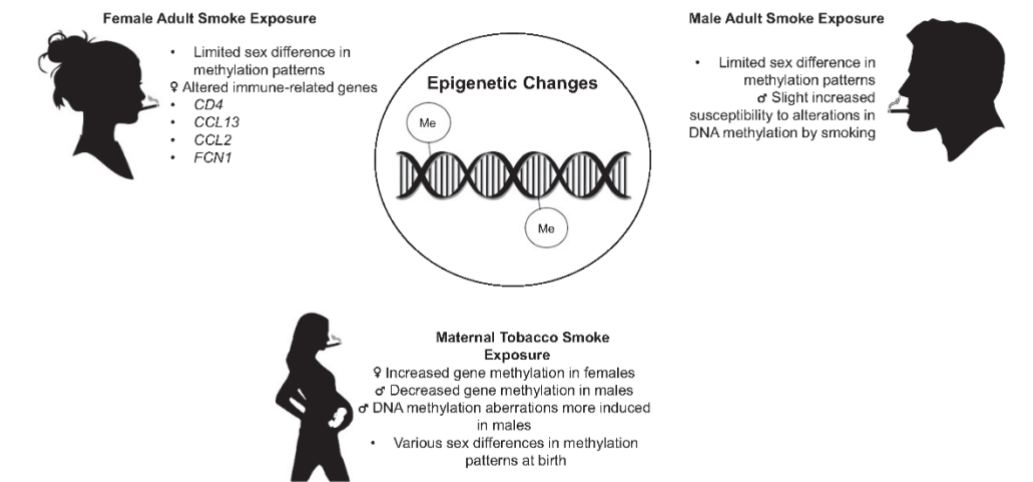 Female Adult Smoke Exposure
• Limited sex difference in
methylation patterns
♀ Altered immune-related genes
• CD4
• CCL13
• CCL2
• FCN1
Epigenetic Changes
Me
Me
Male Adult Smoke Exposure
• Limited sex difference in
methylation patterns
♂ Slight increased
susceptibility to alterations in
DNA methylation by smoking
Maternal Tobacco Smoke
Exposure
♀ Increased gene methylation in females
♂ Decreased gene methylation in males
♂ DNA methylation aberrations more induced
in males
• Various sex differences in methylation
patterns at birth